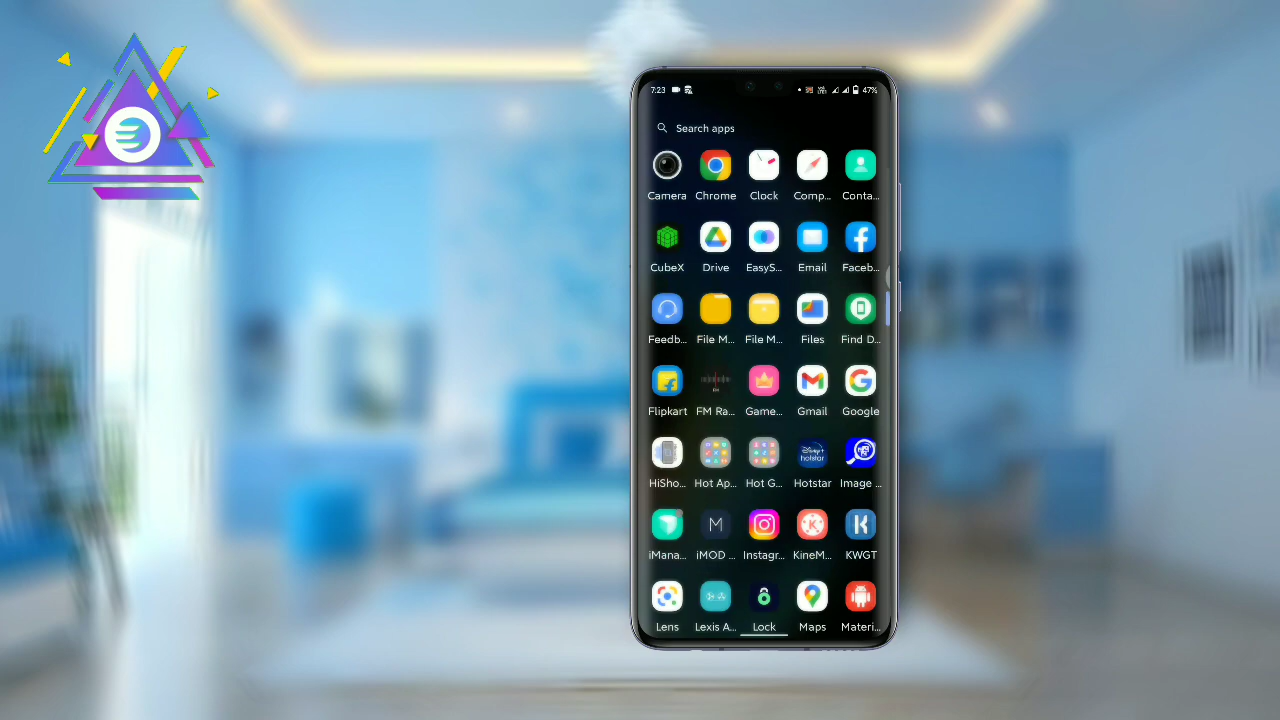 7:23
47%
Search apps
Camera Chrome Clock Comp... Conta...
CubeX Drive EasyS... Email Faceb...
Feedb... File M... File M... Files Find D...
Flipkart FM Ra... Game... Gmail Google
Disney+
hotstar
HiSho... Hot Ap... Hot G... Hotstar Image ...
iMana... iMOD ... Instagr... KineM... KWGT
Lens Lexis A... Lock Maps Materi...